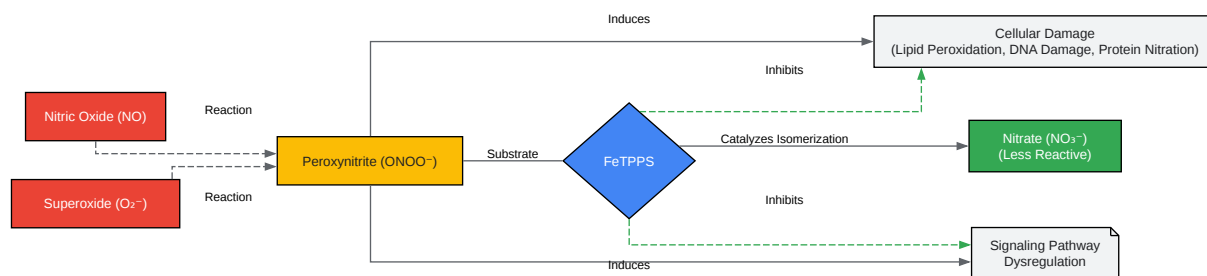 Induces
Cellular Damage
(Lipid Peroxidation, DNA Damage, Protein Nitration)
Inhibits
Nitric Oxide (NO)
Reaction
Peroxynitrite (ONOO⁻)
Substrate
FeTPPS
Catalyzes Isomerization
Nitrate (NO₃⁻)
(Less Reactive)
Superoxide (O₂⁻)
Reaction
Inhibits
Signaling Pathway
Dysregulation
Induces